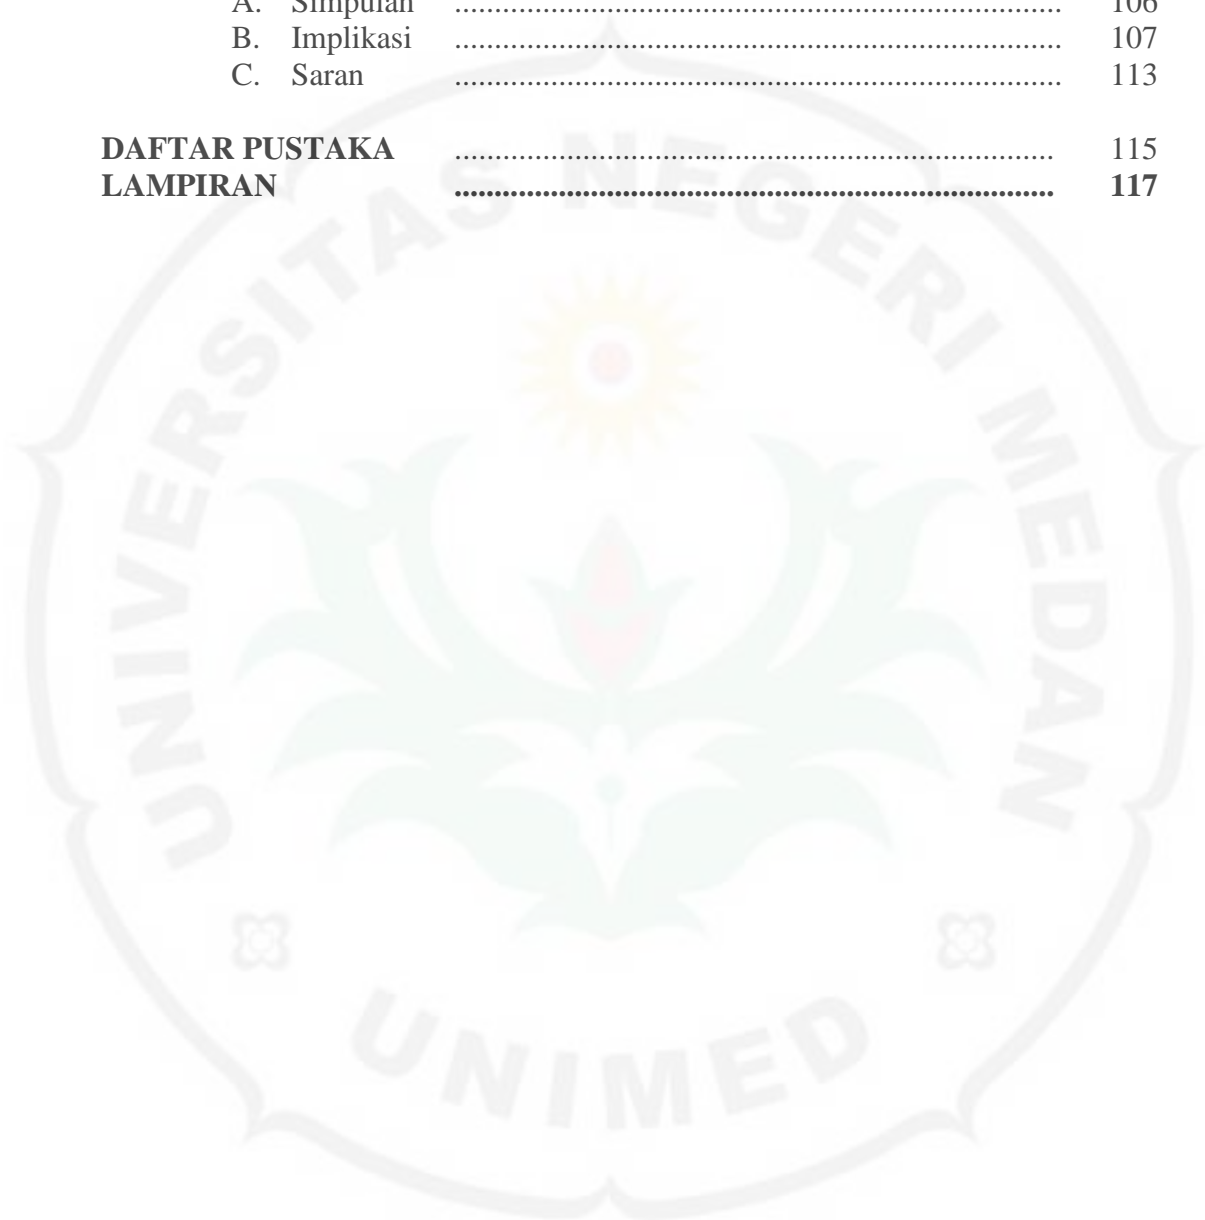 A. Simpulan ............................................................................ 106
B. Implikasi ............................................................................ 107
C. Saran ............................................................................ 113
DAFTAR PUSTAKA ........................................................................... 115
LAMPIRAN ........................................................................... 117
UNIVERSITAS NEGERI MEDAN
UNIMED